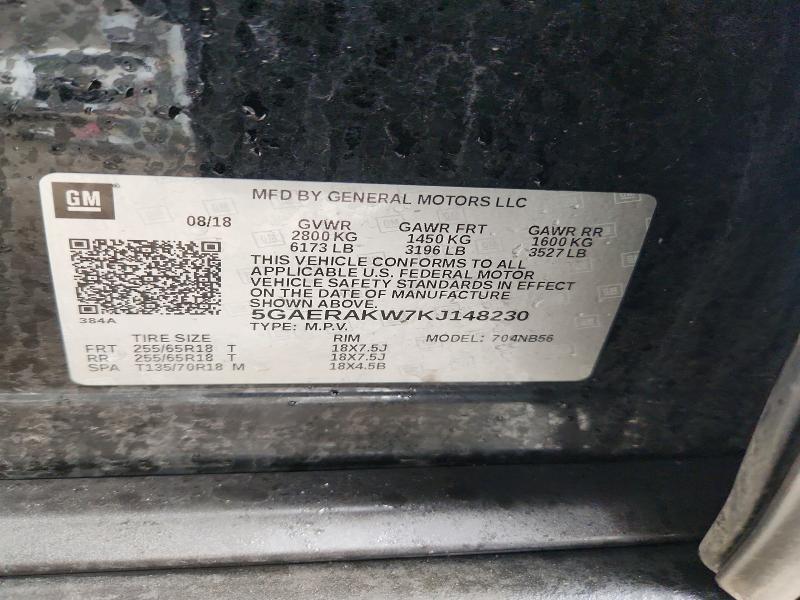 GM
MFD BY GENERAL MOTORS LLC
08/18 GVWR GAWR FRT GAWR RR
2800 KG 1450 KG 1600 KG
6173 LB 3196 LB 3527 LB
THIS VEHICLE CONFORMS TO ALL
APPLICABLE U.S. FEDERAL MOTOR
VEHICLE SAFETY STANDARDS IN EFFECT
ON THE DATE OF MANUFACTURE
SHOWN ABOVE.
384A
5GAERAKW7KJ148230
TYPE: M.P.V. MODEL: 704NB56
TIRE SIZE RIM
FRT 255/65R18 T 18X7.5J
RR 255/65R18 T 18X7.5J
SPA T135/70R18 M 18X4.5B